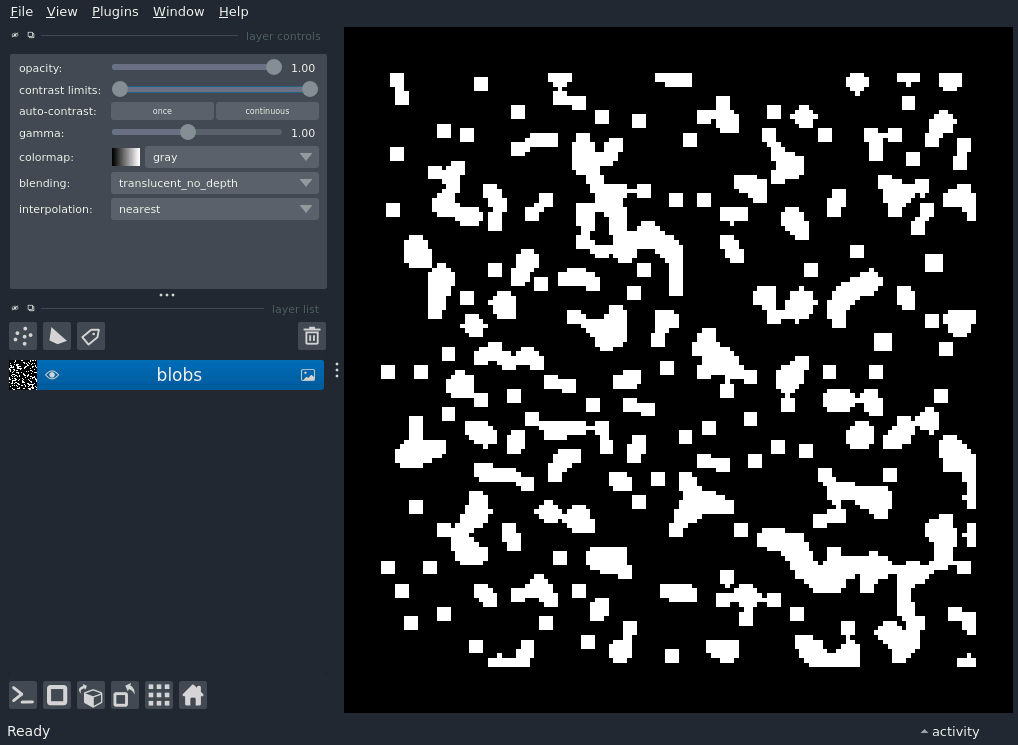 File View Plugins Window Help
layer controls
opacity: 1.00
contrast limits:
auto-contrast: once continuous
gamma: 1.00
colormap: gray
blending: translucent_no_depth
interpolation: nearest
layer list
blobs
Ready
activity